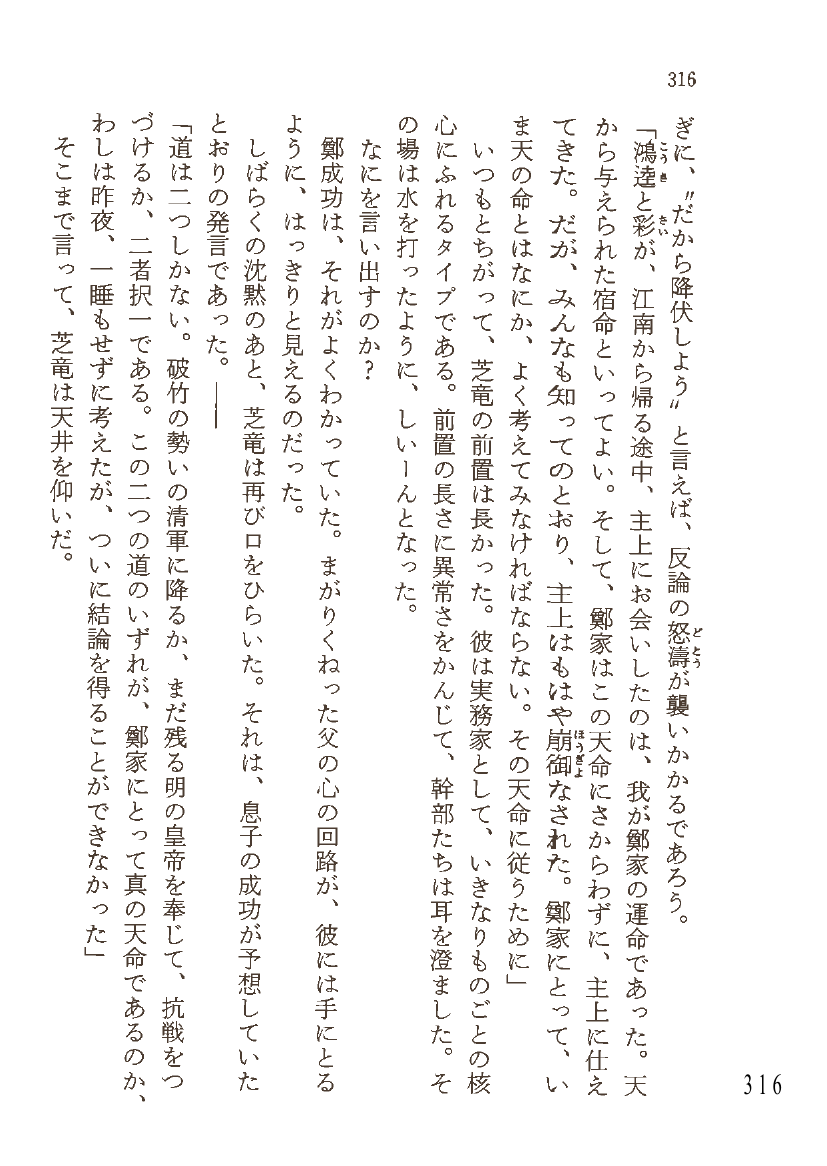 316
ぎに、〝だから降伏しよう〟と言えば、反論の怒濤が襲いかかるであろう。
「鴻逵と彩が、江南から帰る途中、主上にお会いしたのは、我が鄭家の運命であった。天
から与えられた宿命といってよい。そして、鄭家はこの天命にさからわずに、主上に仕え
てきた。だが、みんなも知ってのとおり、主上はもはや崩御なされた。鄭家にとって、い
ま天の命とはなにか、よく考えてみなければならない。その天命に従うために」
いつもとちがって、芝竜の前置は長かった。彼は実務家として、いきなりものごとの核
心にふれるタイプである。前置の長さに異常さをかんじて、幹部たちは耳を澄ました。そ
の場は水を打ったように、しいーんとなった。
なにを言い出すのか？
鄭成功は、それがよくわかっていた。まがりくねった父の心の回路が、彼には手にとる
ように、はっきりと見えるのだった。
しばらくの沈黙のあと、芝竜は再び口をひらいた。それは、息子の成功が予想していた
とおりの発言であった。――
「道は二つしかない。破竹の勢いの清軍に降るか、まだ残る明の皇帝を奉じて、抗戦をつ
づけるか、二者択一である。この二つの道のいずれが、鄭家にとって真の天命であるのか、
わしは昨夜、一睡もせずに考えたが、ついに結論を得ることができなかった」
そこまで言って、芝竜は天井を仰いだ。
どとう
こうき
さい
ほうぎよ
316